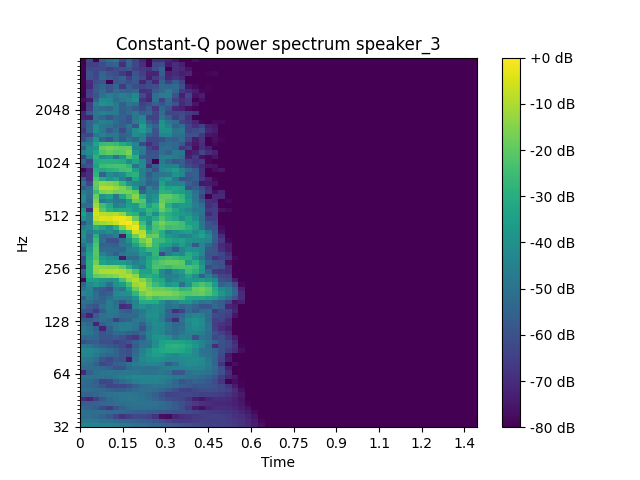 Constant-Q power spectrum speaker_3
Hz
2048
1024
512
256
128
64
32
0 0.15 0.3 0.45 0.6 0.75 0.9 1.1 1.2 1.4
Time
+0 dB
-10 dB
-20 dB
-30 dB
-40 dB
-50 dB
-60 dB
-70 dB
-80 dB